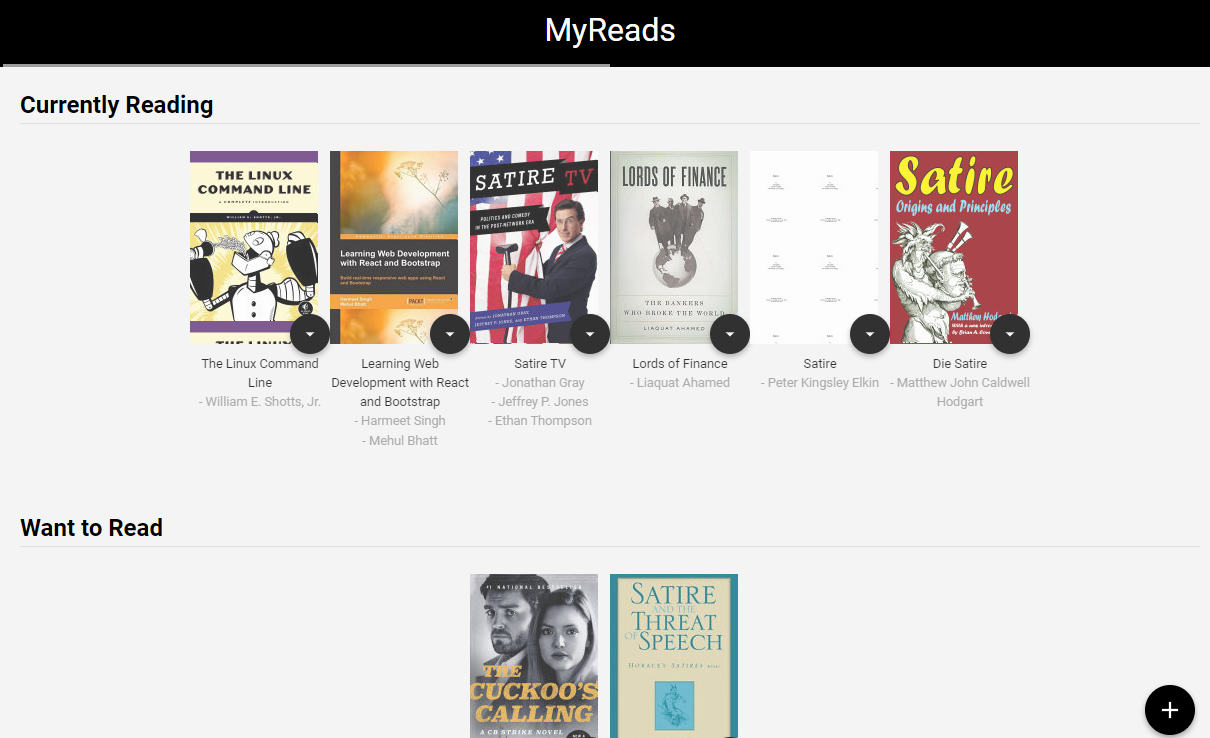 MyReads
Currently Reading
THE LINUX
COMMAND LINE
A COMPLETE INTRODUCTION
WILLIAM E. SHOTTS, JR.
THE LINUX
Learning Web Development
with React and Bootstrap
Build real-time responsive web apps using React
and Bootstrap
Harmeet Singh
Mehul Bhatt
PACKT
SATIRE TV
POLITICS AND COMEDY
IN THE POST-NETWORK ERA
JONATHAN GRAY,
JEFFREY P. JONES, AND ETHAN THOMPSON
LORDS OF FINANCE
THE BANKERS
WHO BROKE THE WORLD
LIAQUAT AHAMED
Satire
Origins and Principles
Matthew Hodg
With a new
by Brian A.
The Linux Command
Line
- William E. Shotts, Jr.
Learning Web
Development with React
and Bootstrap
- Harmeet Singh
- Mehul Bhatt
Satire TV
- Jonathan Gray
- Jeffrey P. Jones
- Ethan Thompson
Lords of Finance
- Liaquat Ahamed
Satire
- Peter Kingsley Elkin
Die Satire
- Matthew John Caldwell
Hodgart
Want to Read
#1 NATIONAL BESTSELLER
THE
CUCKOO'S
CALLING
A CB STRIKE NOVEL
SATIRE
AND THE
THREAT
OF SPEECH
HORACE'S SATIRES